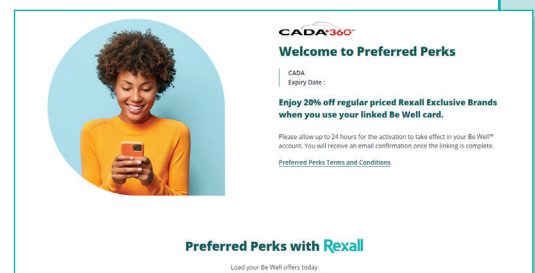 CADA360™
Welcome to Preferred Perks
CADA
Expiry Date :
Enjoy 20% off regular priced Rexall Exclusive Brands
when you use your linked Be Well card.
Please allow up to 24 hours for the activation to take effect in your Be Well™
account. You will receive an email confirmation once the linking is complete.
Preferred Perks Terms and Conditions
Preferred Perks with Rexall
Load your Be Well offers today.